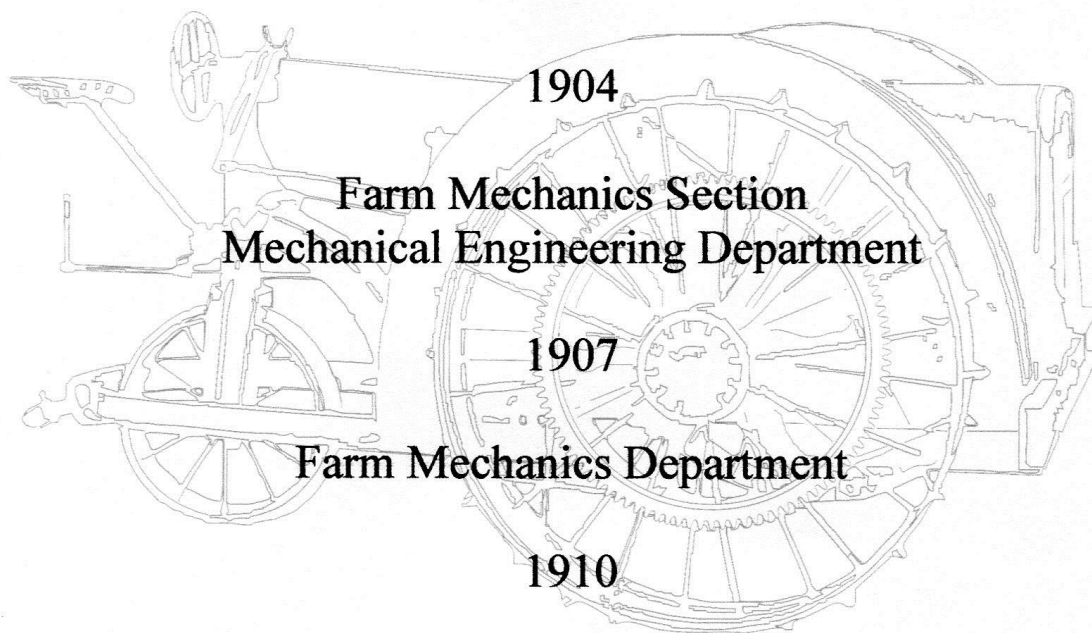 1904
Farm Mechanics Section
Mechanical Engineering Department
1907
Farm Mechanics Department
1910